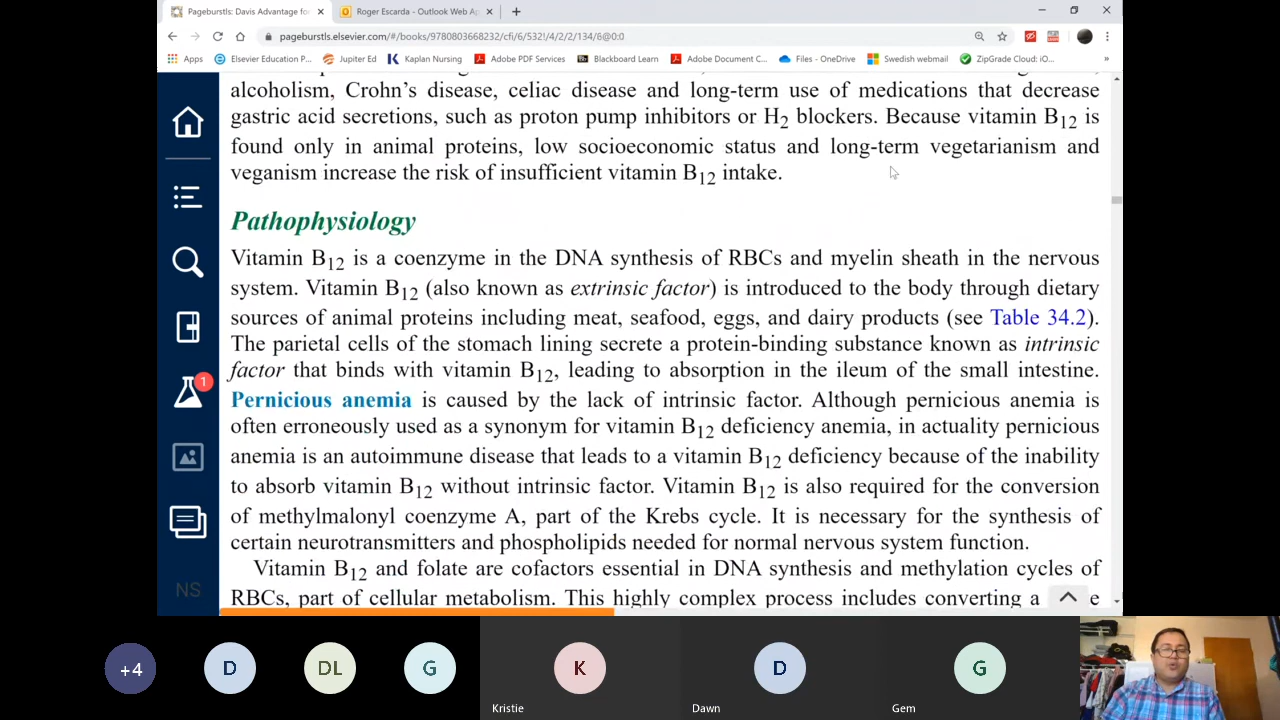 Pageburstls: Davis Advantage for
Roger Escarda - Outlook Web Ap
pageburstls.elsevier.com/#/books/9780803668232/cfi/6/532!/4/2/2/134/6@0:0
Apps
Elsevier Education P...
Jupiter Ed
Kaplan Nursing
Adobe PDF Services
Blackboard Learn
Adobe Document C...
Files - OneDrive
Swedish webmail
ZipGrade Cloud: iO...
»
alcoholism, Crohn's disease, celiac disease and long-term use of medications that decrease
gastric acid secretions, such as proton pump inhibitors or H2 blockers. Because vitamin B12 is
found only in animal proteins, low socioeconomic status and long-term vegetarianism and
veganism increase the risk of insufficient vitamin B12 intake.
Pathophysiology
Vitamin B12 is a coenzyme in the DNA synthesis of RBCs and myelin sheath in the nervous
system. Vitamin B12 (also known as extrinsic factor) is introduced to the body through dietary
sources of animal proteins including meat, seafood, eggs, and dairy products (see Table 34.2).
The parietal cells of the stomach lining secrete a protein-binding substance known as intrinsic
factor that binds with vitamin B12, leading to absorption in the ileum of the small intestine.
Pernicious anemia is caused by the lack of intrinsic factor. Although pernicious anemia is
often erroneously used as a synonym for vitamin B12 deficiency anemia, in actuality pernicious
anemia is an autoimmune disease that leads to a vitamin B12 deficiency because of the inability
to absorb vitamin B12 without intrinsic factor. Vitamin B12 is also required for the conversion
of methylmalonyl coenzyme A, part of the Krebs cycle. It is necessary for the synthesis of
certain neurotransmitters and phospholipids needed for normal nervous system function.
Vitamin B12 and folate are cofactors essential in DNA synthesis and methylation cycles of
RBCs, part of cellular metabolism. This highly complex process includes converting a
1
NS
+4
D
DL
G
K
D
G
Kristie
Dawn
Gem